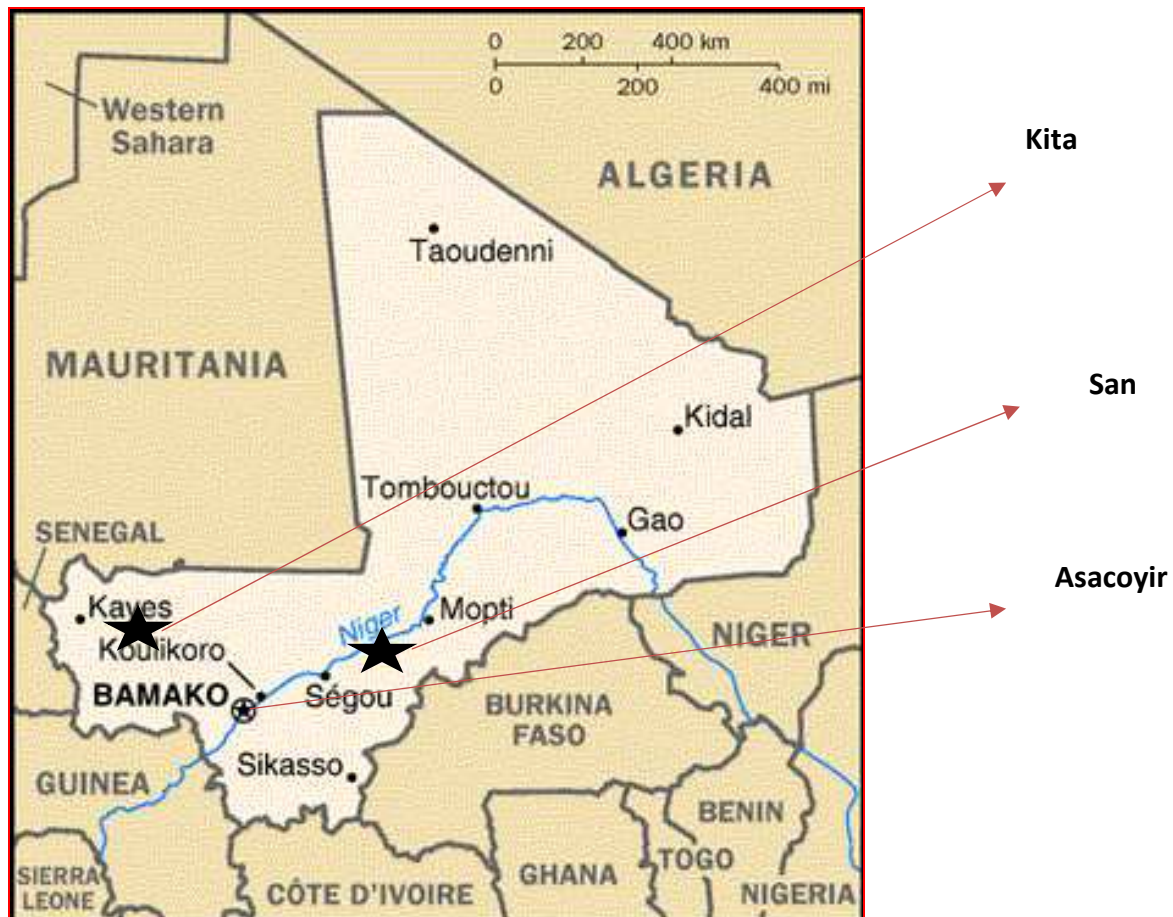 0 200 400 km
0 200 400 mi
Western
Sahara
ALGERIA
Kita
Taoudenni
MAURITANIA
San
Kidal
Tombouctou
Gao
SENEGAL
Asacoyir
Kayes
Niger
Mopti
NIGER
Koulikoro
BAMAKO
Ségou
BURKINA
FASO
Sikasso
GUINEA
BENIN
GHANA
TOGO
SIERRA
LEONE
CÔTE D'IVOIRE
NIGERIA